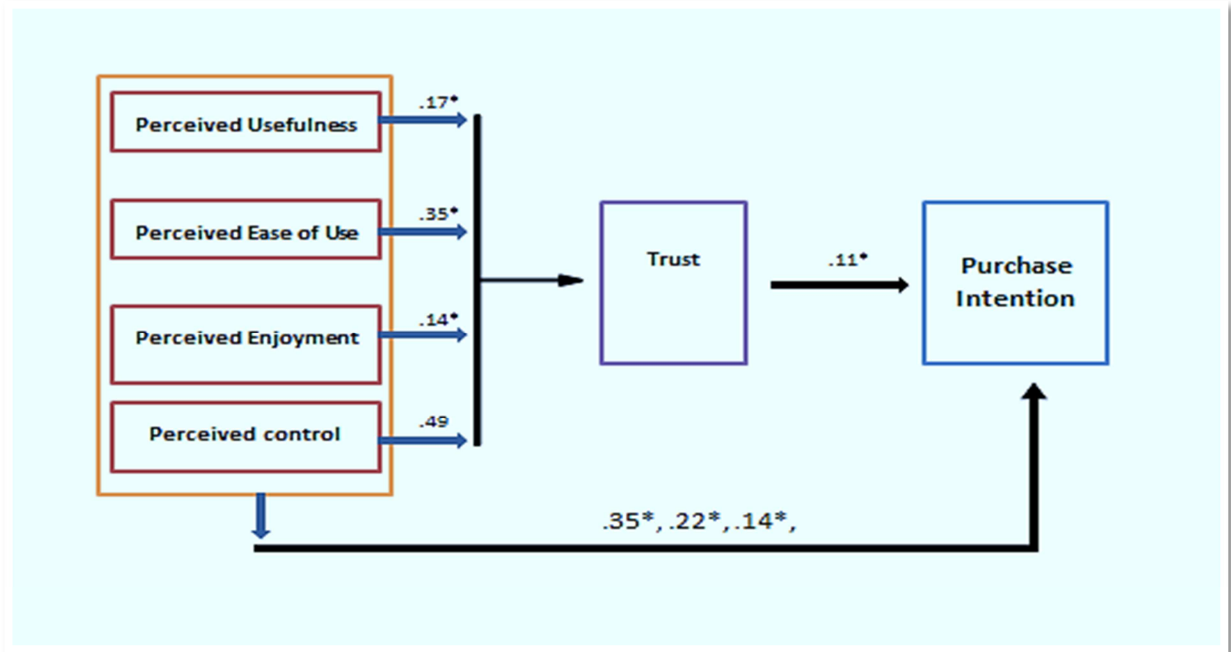 .17*
Perceived Usefulness
.35*
Perceived Ease of Use
.14*
Perceived Enjoyment
.49
Perceived control
Trust
.11*
Purchase
Intention
.35*, .22*, .14*,